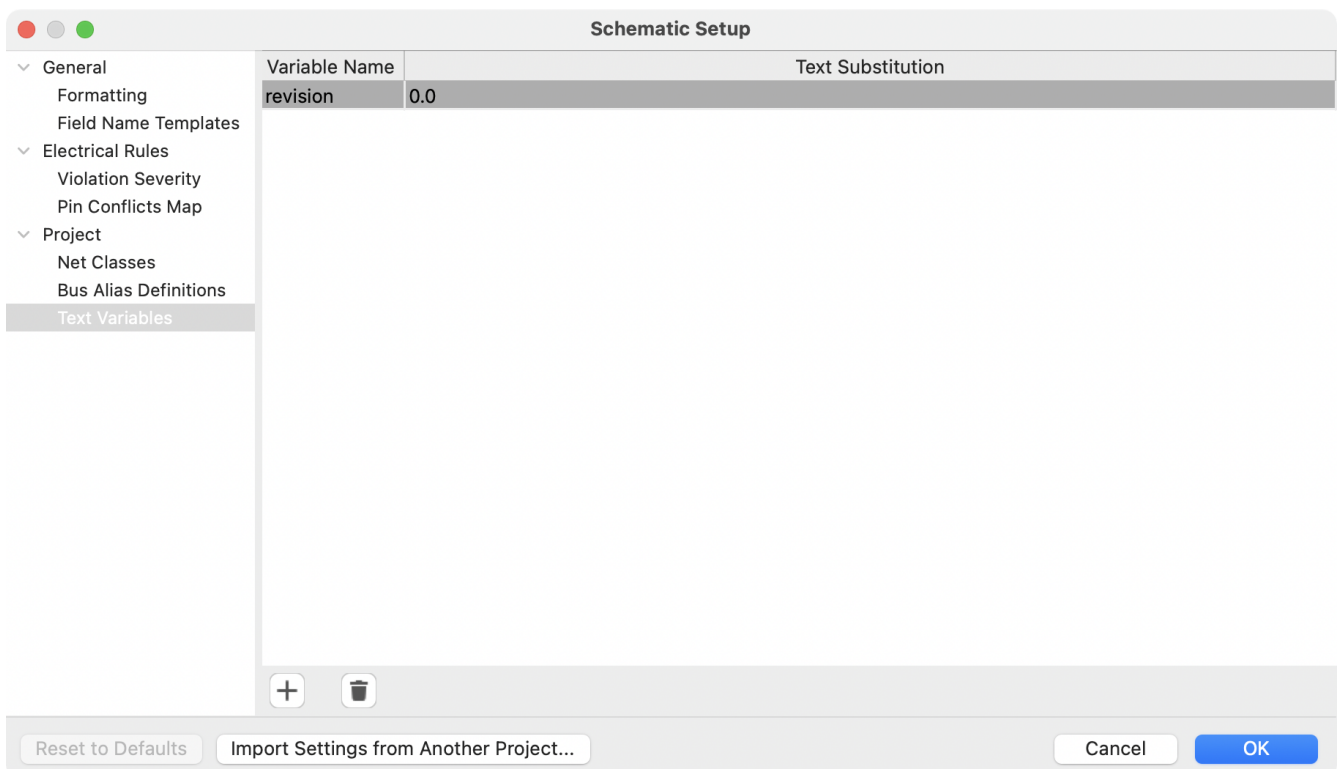 Schematic Setup
General
Formatting
Field Name Templates
Electrical Rules
Violation Severity
Pin Conflicts Map
Project
Net Classes
Bus Alias Definitions
Text Variables
Variable Name Text Substitution
revision 0.0
Reset to Defaults Import Settings from Another Project... Cancel OK